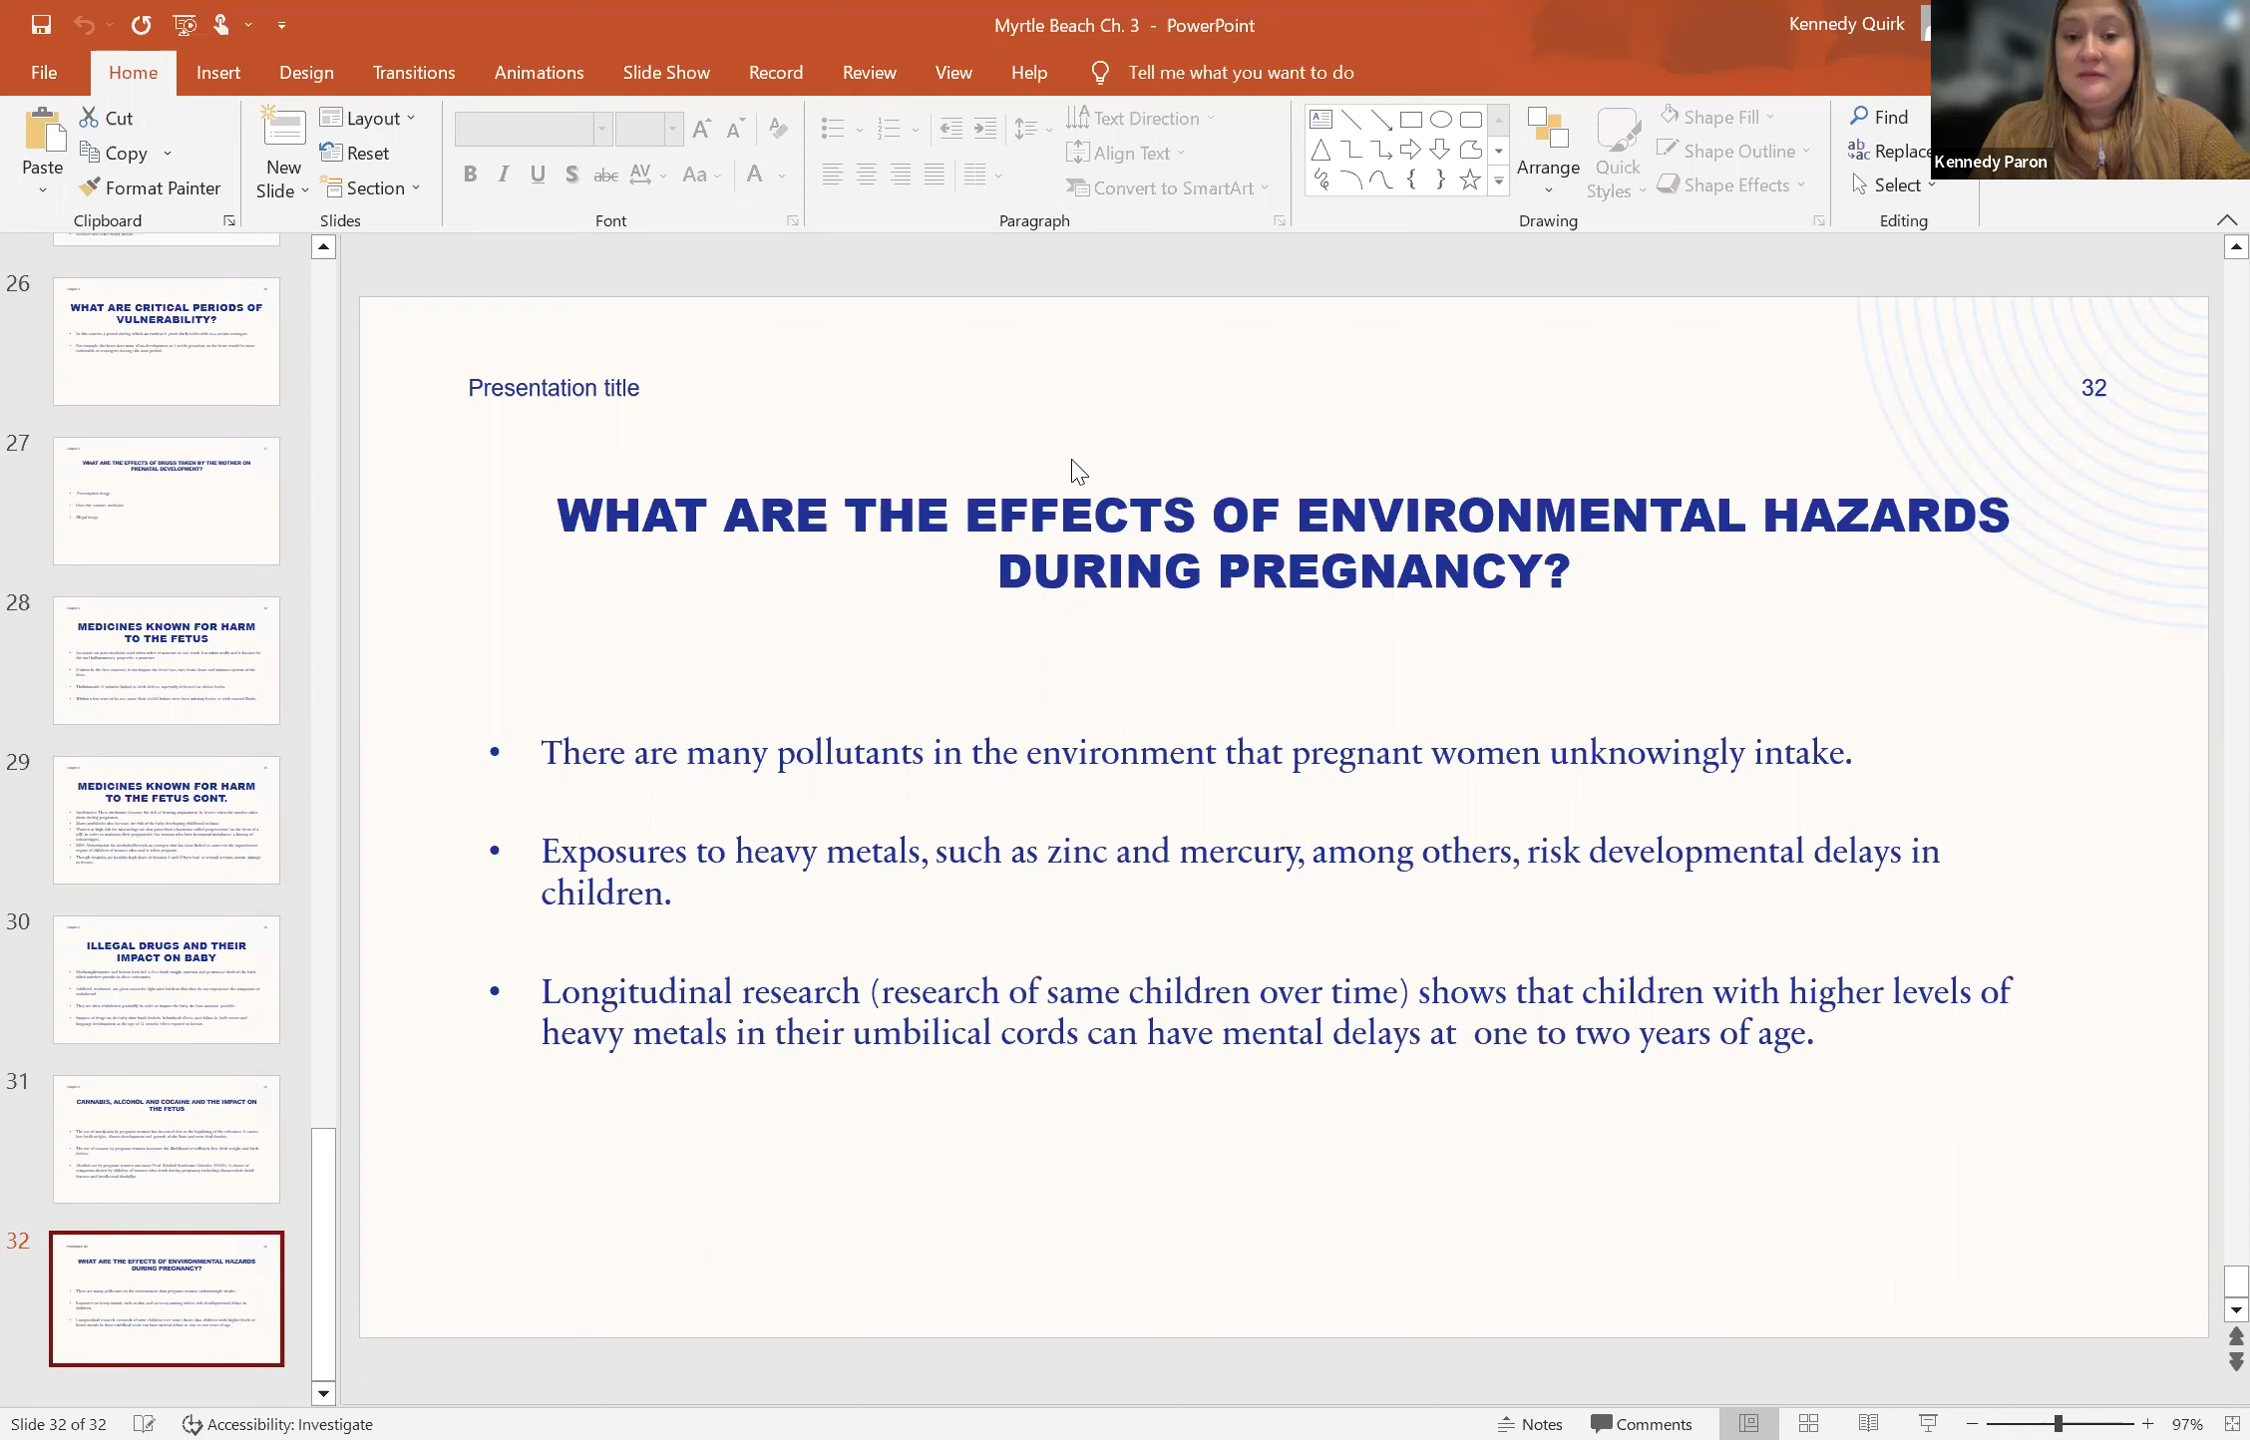 Myrtle Beach Ch. 3 - PowerPoint
Kennedy Quirk
File Home Insert Design Transitions Animations Slide Show Record Review View Help Tell me what you want to do
Paste
Cut
Copy
Format Painter
Clipboard
New Slide
Layout
Reset
Section
Slides
B I U S abc AV Aa A
Font
Text Direction
Align Text
Convert to SmartArt
Paragraph
Arrange
Quick Styles
Shape Fill
Shape Outline
Shape Effects
Drawing
Find
Replace
Select
Editing
Kennedy Paron
26
WHAT ARE CRITICAL PERIODS OF
VULNERABILITY?
27
WHAT ARE THE EFFECTS OF DRUGS TAKEN BY THE MOTHER ON
PRENATAL DEVELOPMENT?
28
MEDICINES KNOWN FOR HARM
TO THE FETUS
29
MEDICINES KNOWN FOR HARM
TO THE FETUS CONT.
30
ILLEGAL DRUGS AND THEIR
IMPACT ON BABY
31
CANNABIS, ALCOHOL AND COCAINE AND THE IMPACT ON
THE FETUS
32
WHAT ARE THE EFFECTS OF ENVIRONMENTAL HAZARDS
DURING PREGNANCY?
Presentation title
32
WHAT ARE THE EFFECTS OF ENVIRONMENTAL HAZARDS
DURING PREGNANCY?
• There are many pollutants in the environment that pregnant women unknowingly intake.
• Exposures to heavy metals, such as zinc and mercury, among others, risk developmental delays in
children.
• Longitudinal research (research of same children over time) shows that children with higher levels of
heavy metals in their umbilical cords can have mental delays at one to two years of age.
Slide 32 of 32
Accessibility: Investigate
Notes
Comments
97%